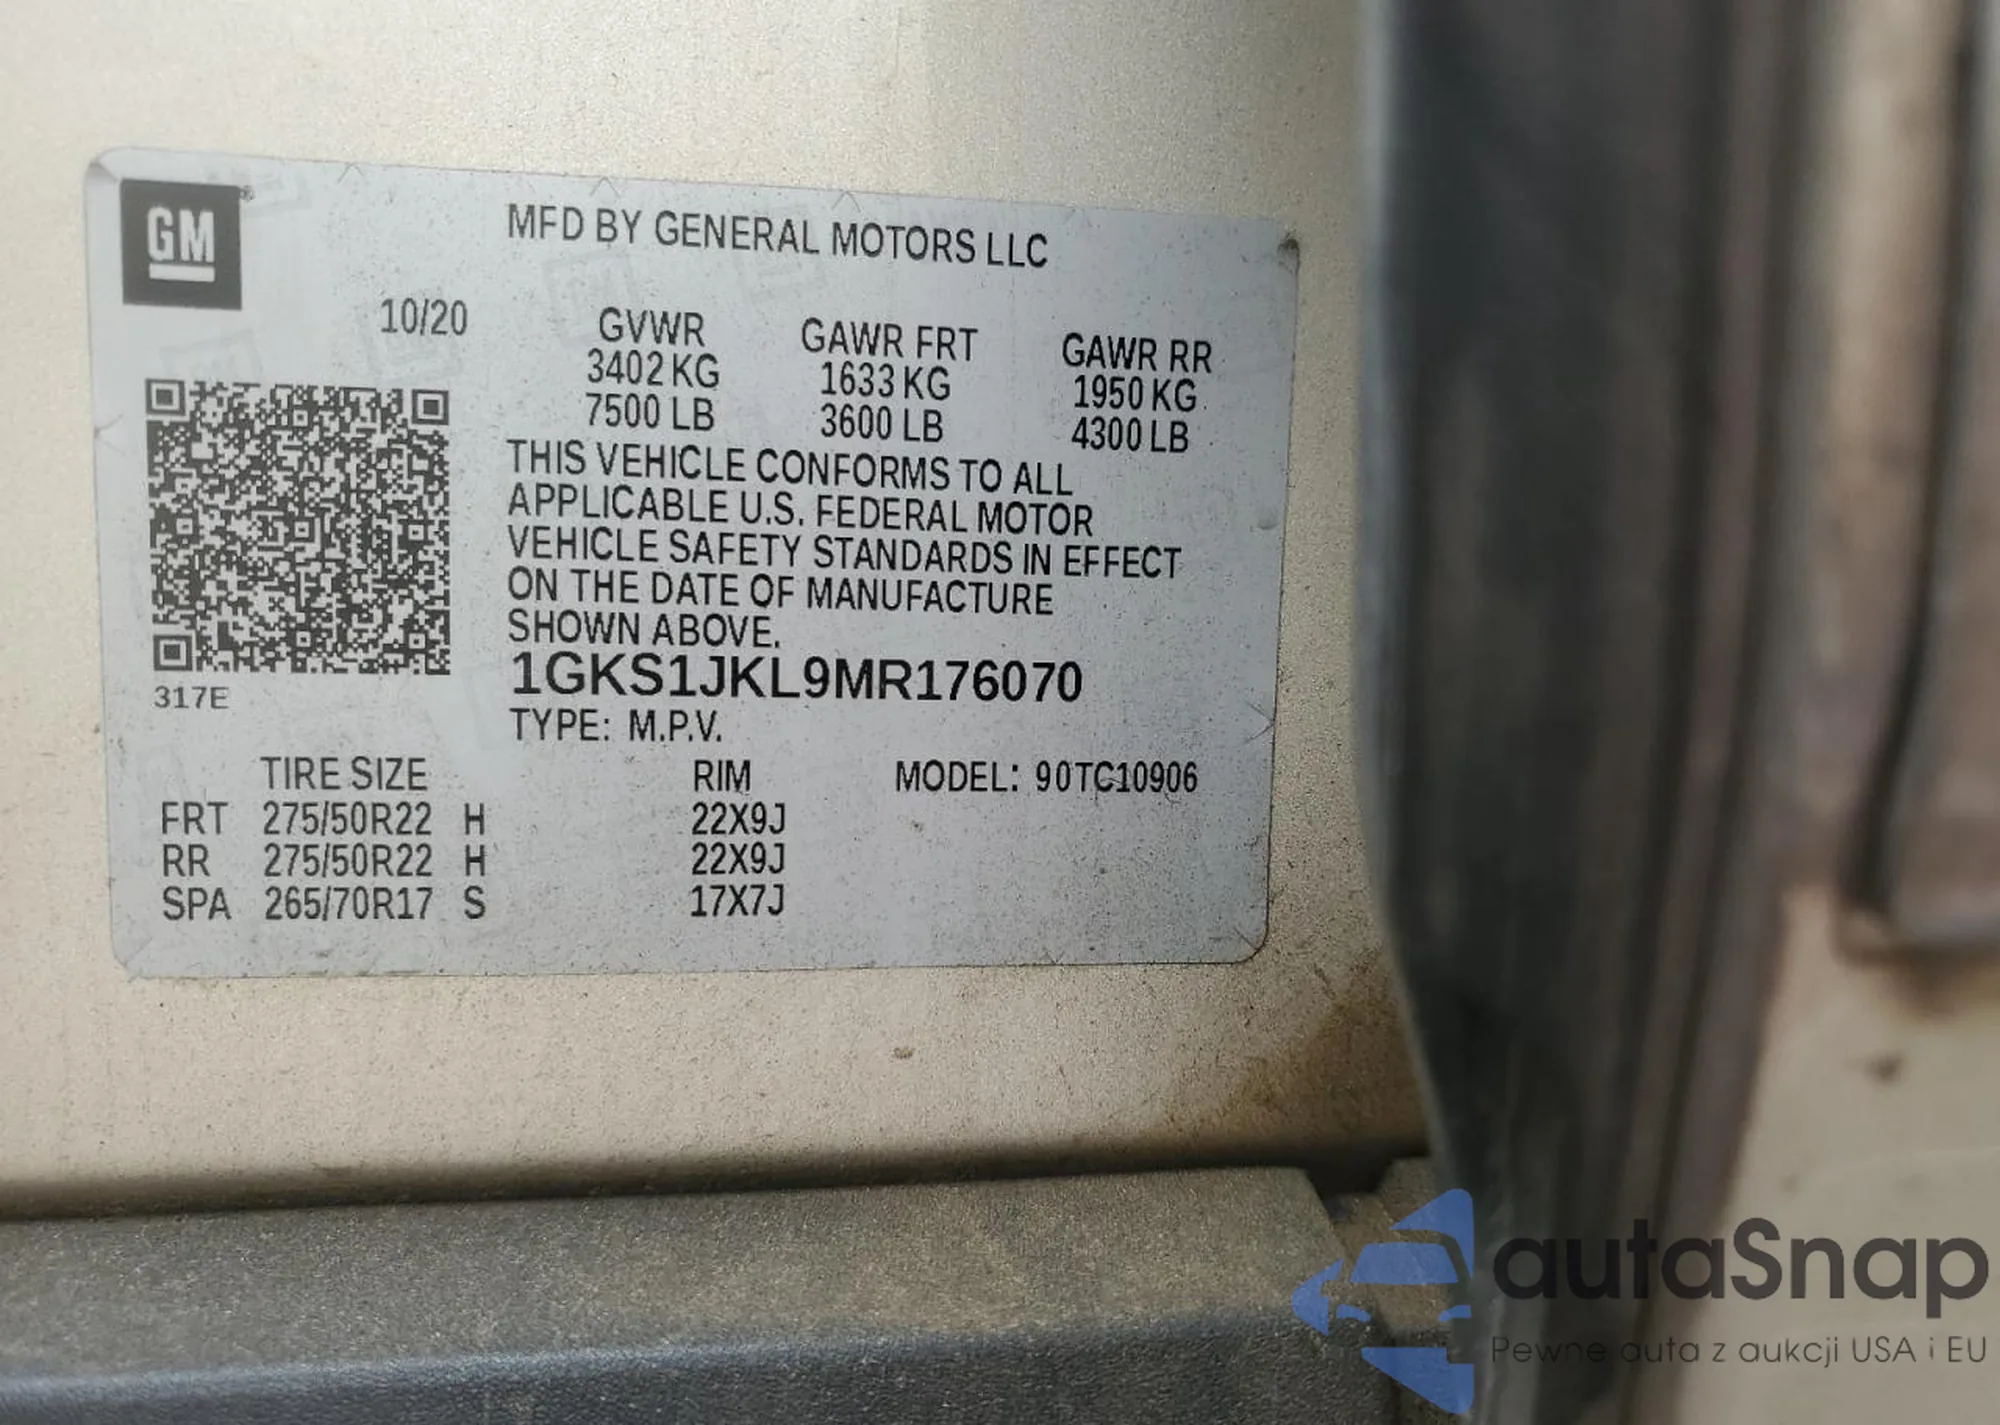 GM
MFD BY GENERAL MOTORS LLC
10/20
GVWR GAWR FRT GAWR RR
3402 KG 1633 KG 1950 KG
7500 LB 3600 LB 4300 LB
THIS VEHICLE CONFORMS TO ALL
APPLICABLE U.S. FEDERAL MOTOR
VEHICLE SAFETY STANDARDS IN EFFECT
ON THE DATE OF MANUFACTURE
SHOWN ABOVE.
1GKS1JKL9MR176070
317E
TYPE: M.P.V.
TIRE SIZE RIM MODEL: 90TC10906
FRT 275/50R22 H 22X9J
RR 275/50R22 H 22X9J
SPA 265/70R17 S 17X7J
autaSnap
Pewne auta z aukcji USA i EU